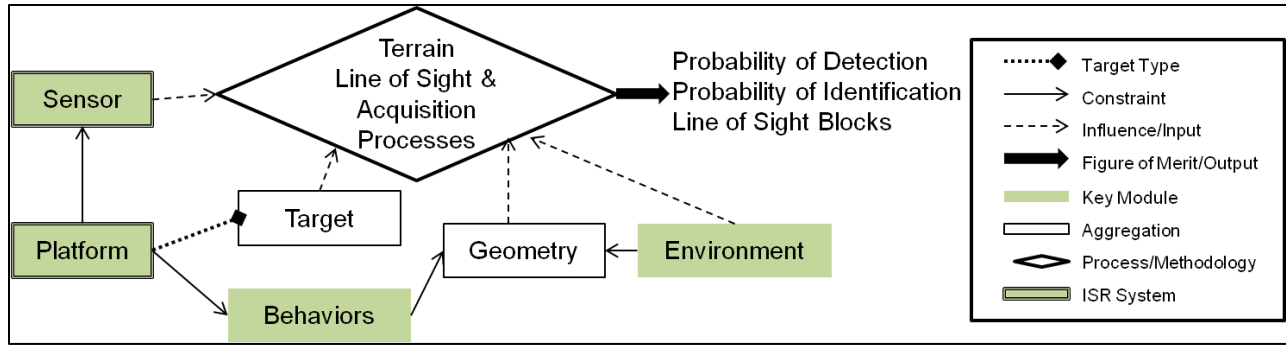 Terrain
Line of Sight &
Acquisition
Processes
Probability of Detection
Probability of Identification
Line of Sight Blocks
Sensor
Target
Platform
Geometry
Environment
Behaviors
Target Type
Constraint
Influence/Input
Figure of Merit/Output
Key Module
Aggregation
Process/Methodology
ISR System